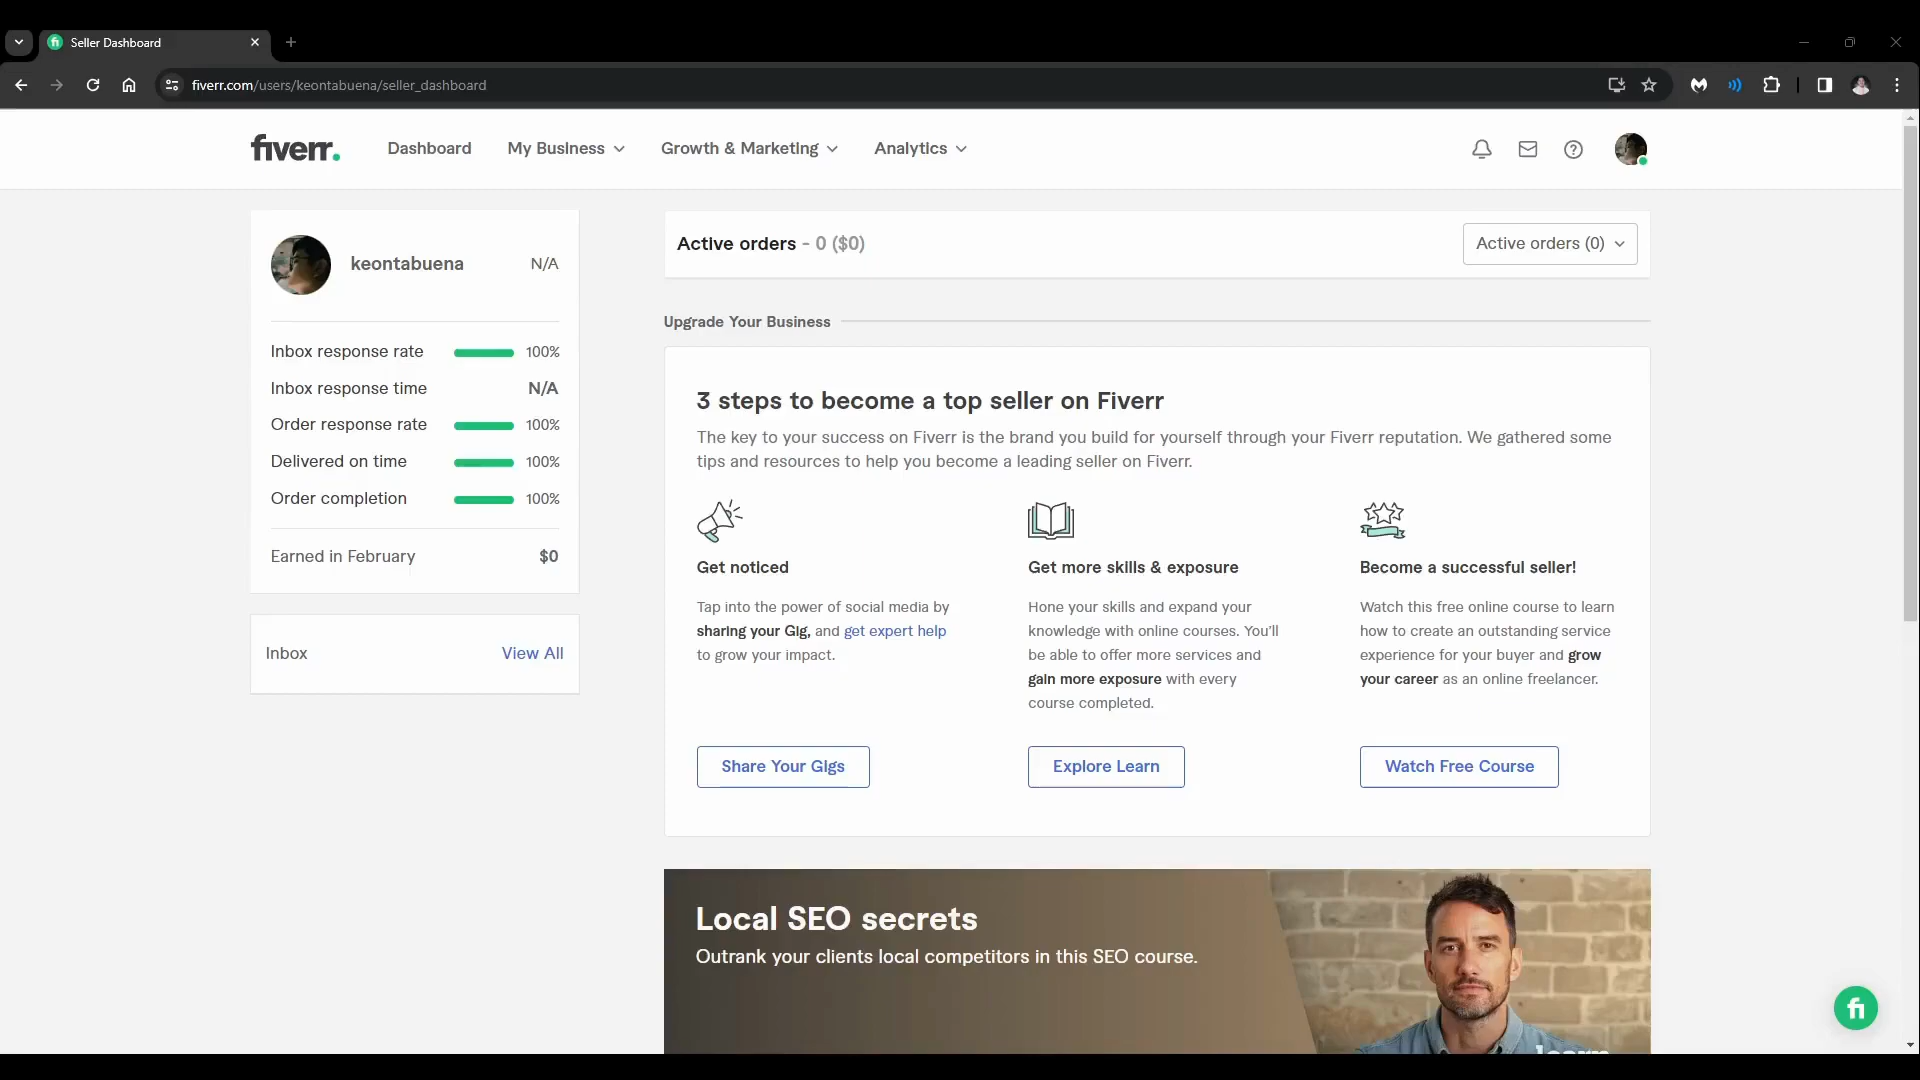 Seller Dashboard
fiverr.com/users/keontabuena/seller_dashboard
fiverr.
Dashboard
My Business
Growth & Marketing
Analytics
keontabuena
N/A
Inbox response rate
100%
Inbox response time
N/A
Order response rate
100%
Delivered on time
100%
Order completion
100%
Earned in February
$0
Inbox
View All
Active orders - 0 ($0)
Active orders (0)
Upgrade Your Business
3 steps to become a top seller on Fiverr
The key to your success on Fiverr is the brand you build for yourself through your Fiverr reputation. We gathered some
tips and resources to help you become a leading seller on Fiverr.
Get noticed
Tap into the power of social media by
sharing your Gig, and get expert help
to grow your impact.
Share Your Gigs
Get more skills & exposure
Hone your skills and expand your
knowledge with online courses. You'll
be able to offer more services and
gain more exposure with every
course completed.
Explore Learn
Become a successful seller!
Watch this free online course to learn
how to create an outstanding service
experience for your buyer and grow
your career as an online freelancer.
Watch Free Course
Local SEO secrets
Outrank your clients local competitors in this SEO course.
fi